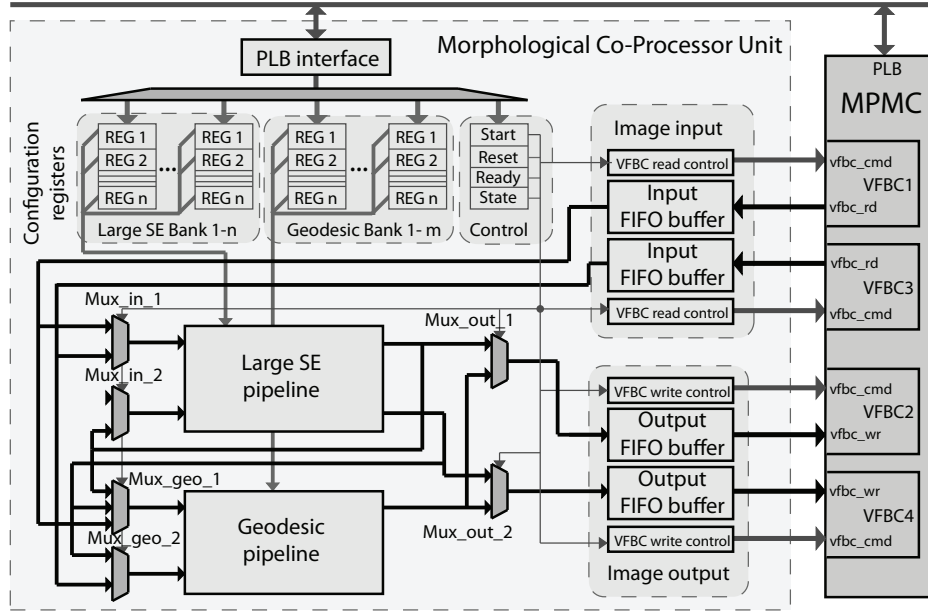 Morphological Co-Processor Unit
PLB interface
PLB
MPMC
Configuration
registers
REG 1
REG 2
REG n
...
REG 1
REG 2
REG n
Large SE Bank 1-n
REG 1
REG 2
REG n
...
REG 1
REG 2
REG n
Geodesic Bank 1- m
Start
Reset
Ready
State
Control
Image input
VFBC read control
Input
FIFO buffer
Input
FIFO buffer
VFBC read control
vfbc_cmd
VFBC1
vfbc_rd
vfbc_rd
VFBC3
vfbc_cmd
Mux_in_1
Mux_in_2
Large SE
pipeline
Mux_out_1
Mux_geo_1
Mux_geo_2
Geodesic
pipeline
Mux_out_2
VFBC write control
Output
FIFO buffer
Output
FIFO buffer
VFBC write control
Image output
vfbc_cmd
VFBC2
vfbc_wr
vfbc_wr
VFBC4
vfbc_cmd